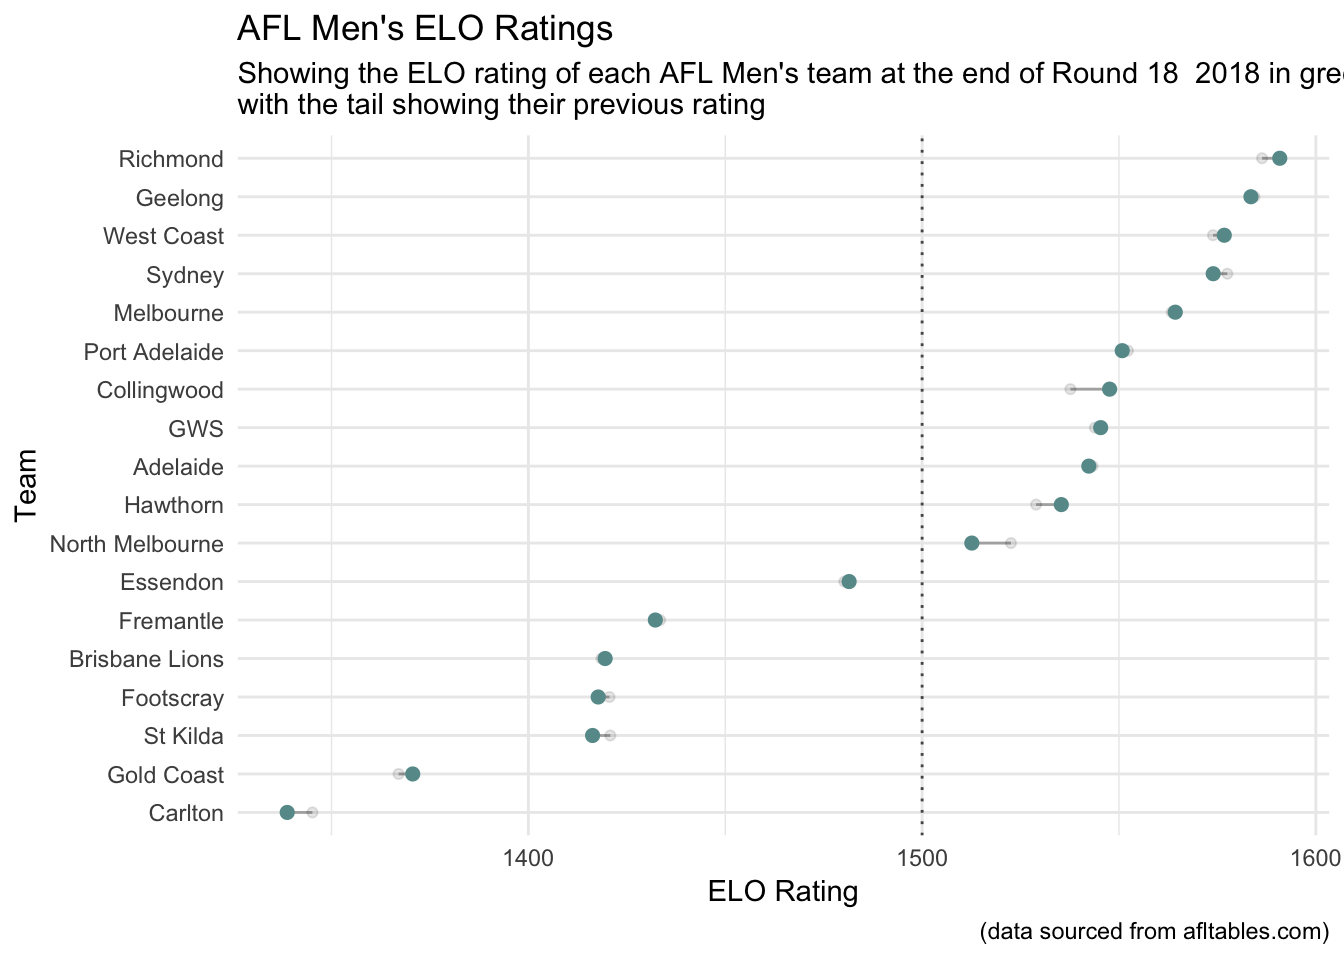 AFL Men's ELO Ratings
Showing the ELO rating of each AFL Men's team at the end of Round 18  2018 in gre
with the tail showing their previous rating
Richmond
Geelong
West Coast
Sydney
Melbourne
Port Adelaide
Collingwood
GWS
Adelaide
Hawthorn
North Melbourne
Essendon
Fremantle
Brisbane Lions
Footscray
St Kilda
Gold Coast
Carlton
Team
1400 1500 1600
ELO Rating
(data sourced from afltables.com)